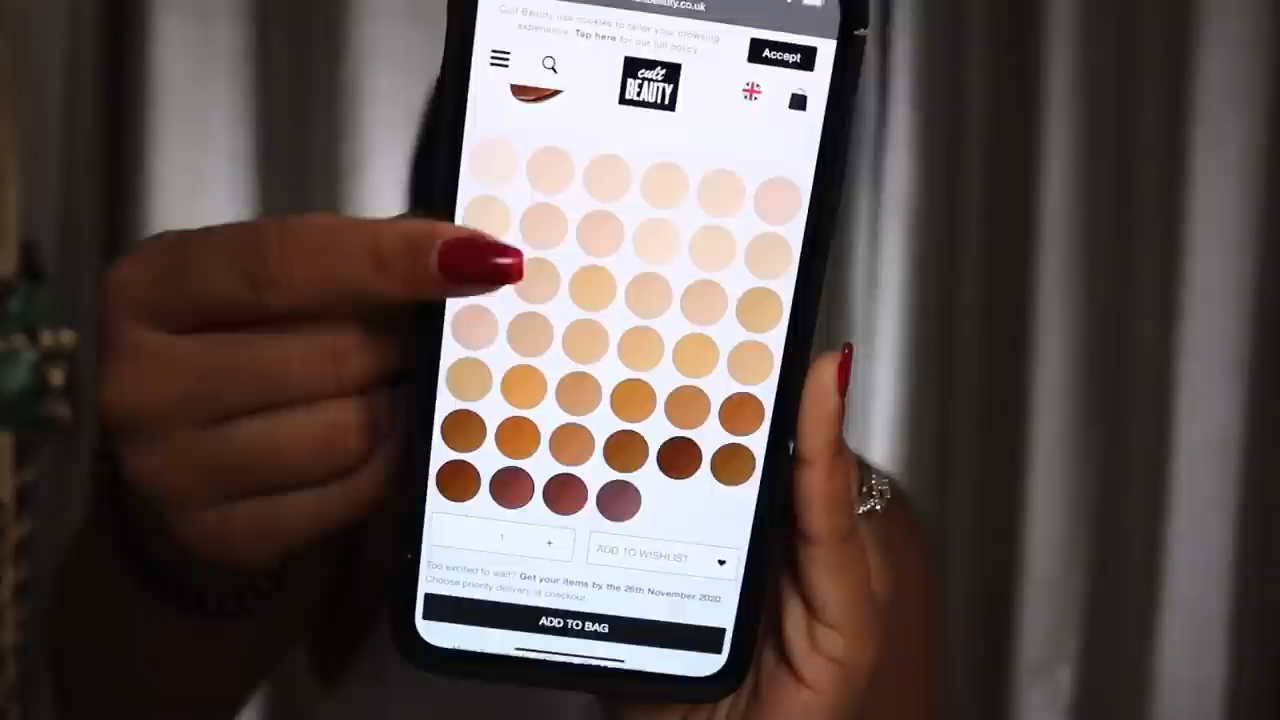 Cult Beauty use cookies to tailor your browsing
experience. Tap here for our full policy.
Accept
cult
BEAUTY
1
+
ADD TO WISHLIST
Too excited to wait? Get your items by the 26th November 2020.
Choose priority delivery at checkout.
ADD TO BAG